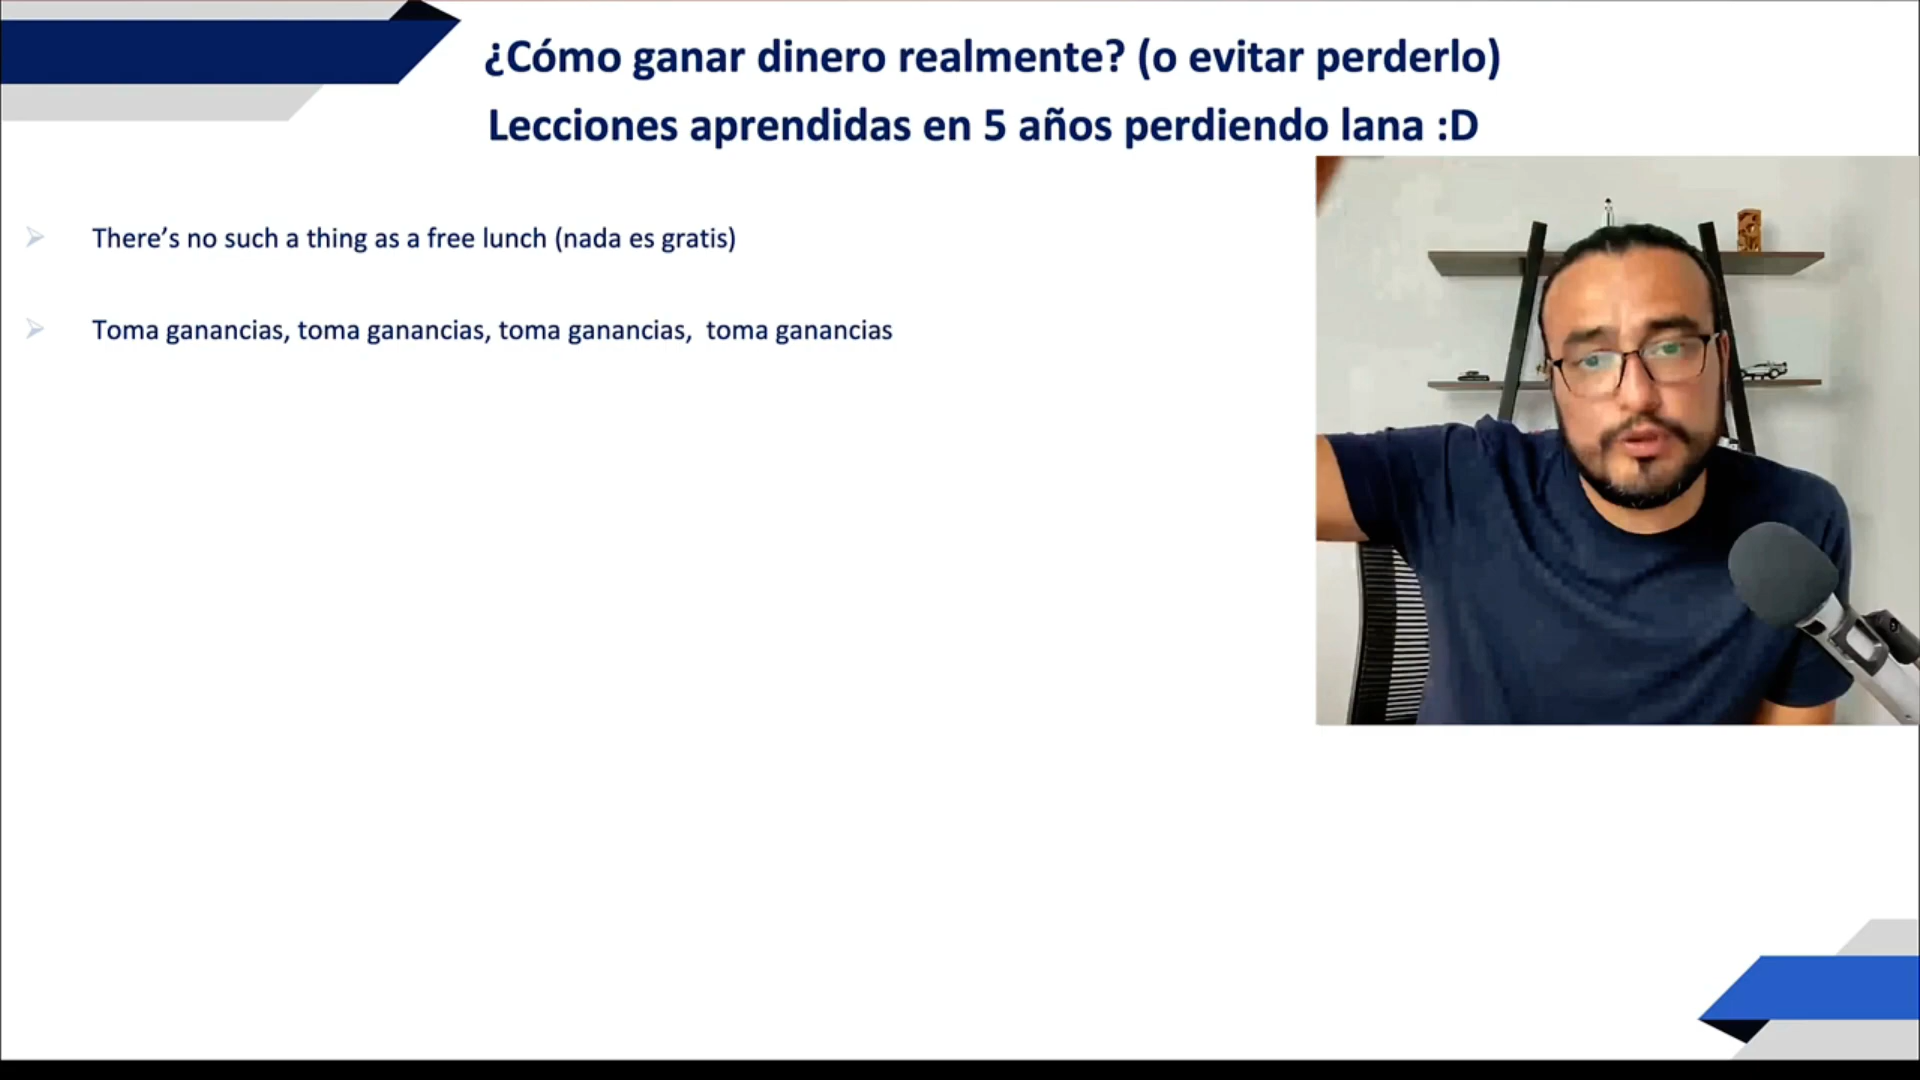 ¿Cómo ganar dinero realmente? (o evitar perderlo)
Lecciones aprendidas en 5 años perdiendo lana :D
There’s no such a thing as a free lunch (nada es gratis)
Toma ganancias, toma ganancias, toma ganancias,  toma ganancias